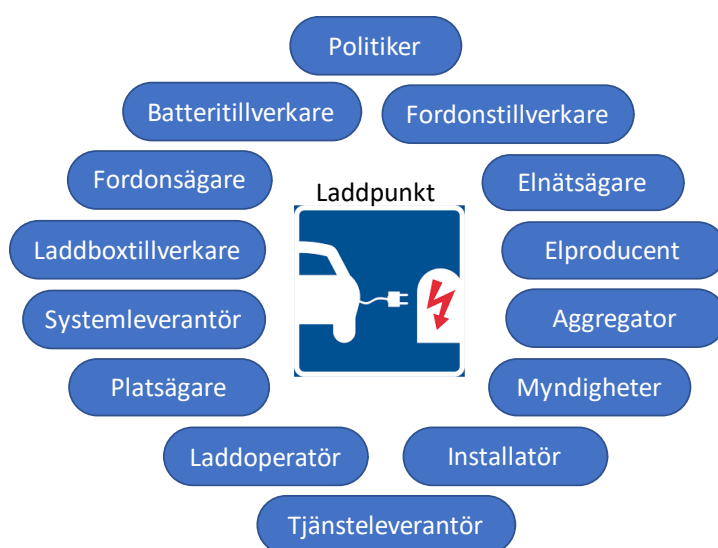 Politiker
Batteritillverkare
Fordonstillverkare
Fordonsägare
Laddpunkt
Elnätsägare
Laddboxtillverkare
Elproducent
Systemleverantör
Aggregator
Platsägare
Myndigheter
Laddoperatör
Installatör
Tjänsteleverantör